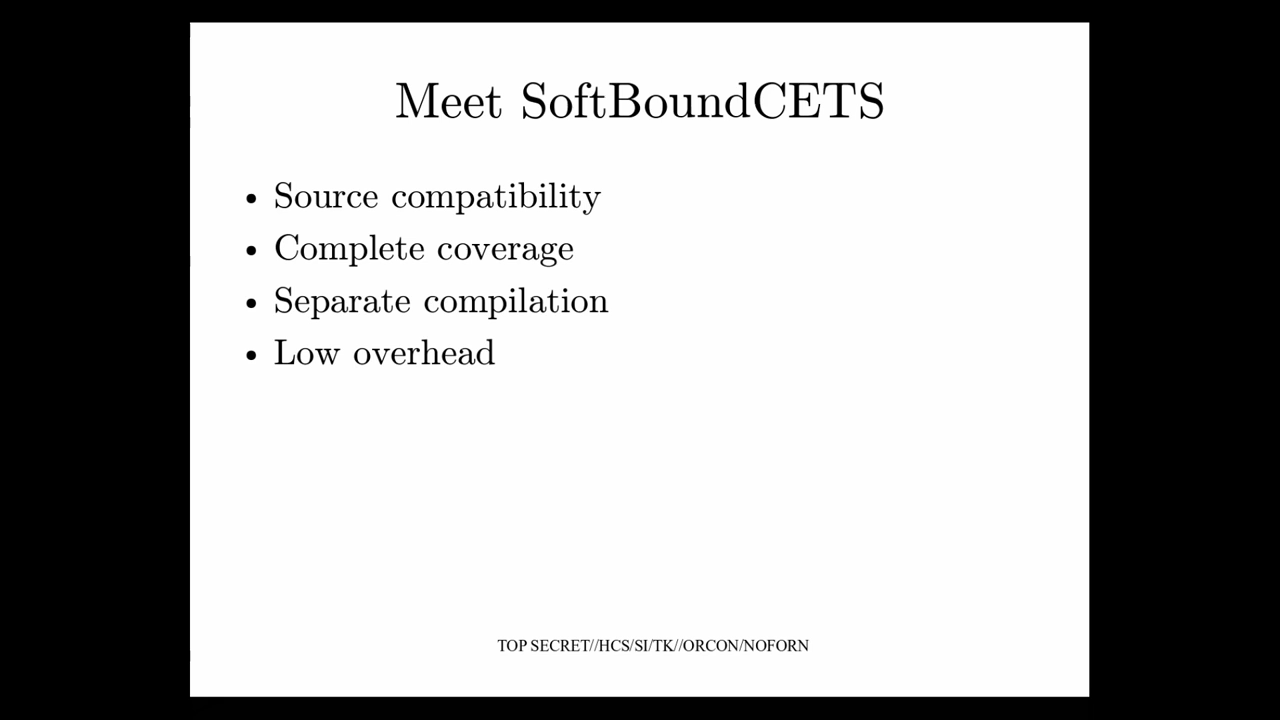 Meet SoftBoundCETS
• Source compatibility
• Complete coverage
• Separate compilation
• Low overhead
TOP SECRET//HCS/SI/TK//ORCON/NOFORN